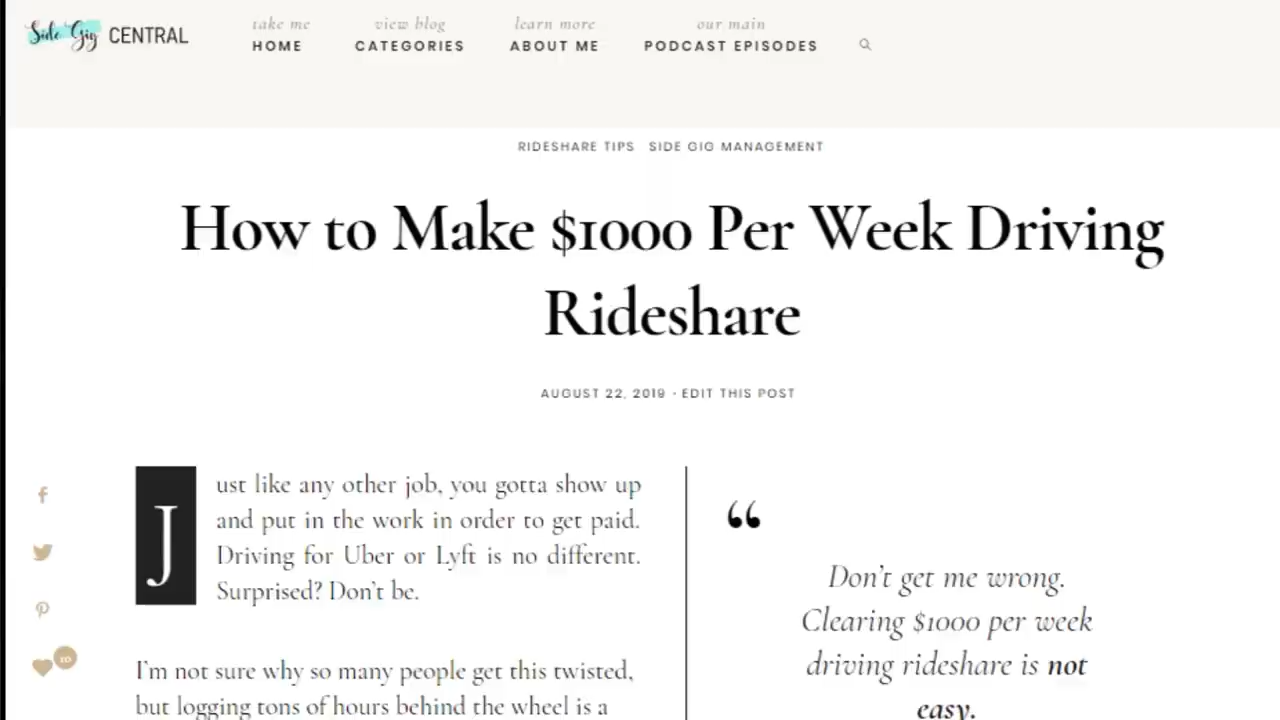 Side Gig CENTRAL
take me
HOME
view blog
CATEGORIES
learn more
ABOUT ME
our main
PODCAST EPISODES
RIDESHARE TIPS SIDE GIG MANAGEMENT
How to Make $1000 Per Week Driving
Rideshare
AUGUST 22, 2019 · EDIT THIS POST
Just like any other job, you gotta show up
and put in the work in order to get paid.
Driving for Uber or Lyft is no different.
Surprised? Don't be.
I'm not sure why so many people get this twisted,
but logging tons of hours behind the wheel is a
“
Don't get me wrong.
Clearing $1000 per week
driving rideshare is not
easy.